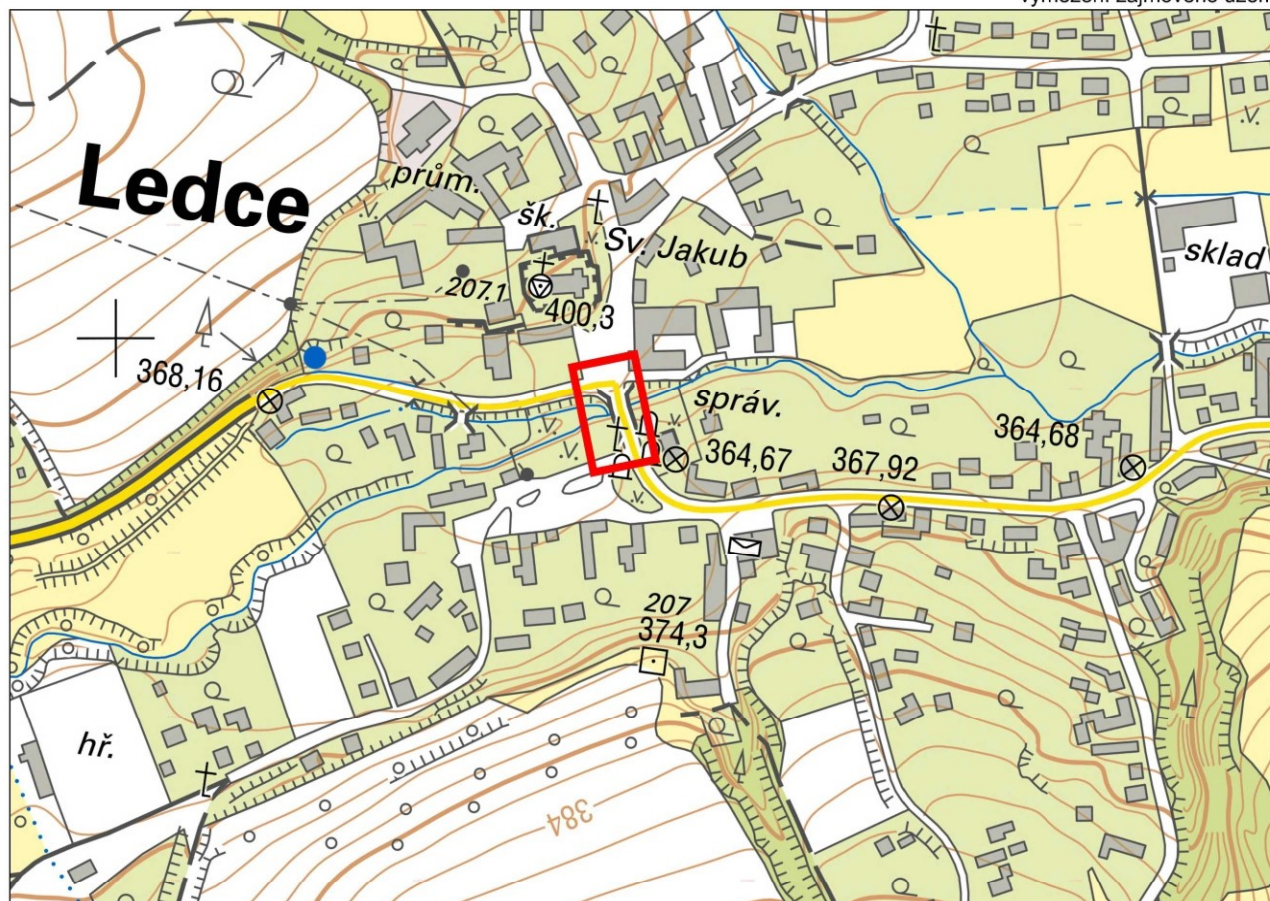 Ledce
prům.
šk.
Sv. Jakub
sklad
207.1
400,3
368,16
správ.
364,67
367,92
364,68
207
374,3
hř.
384